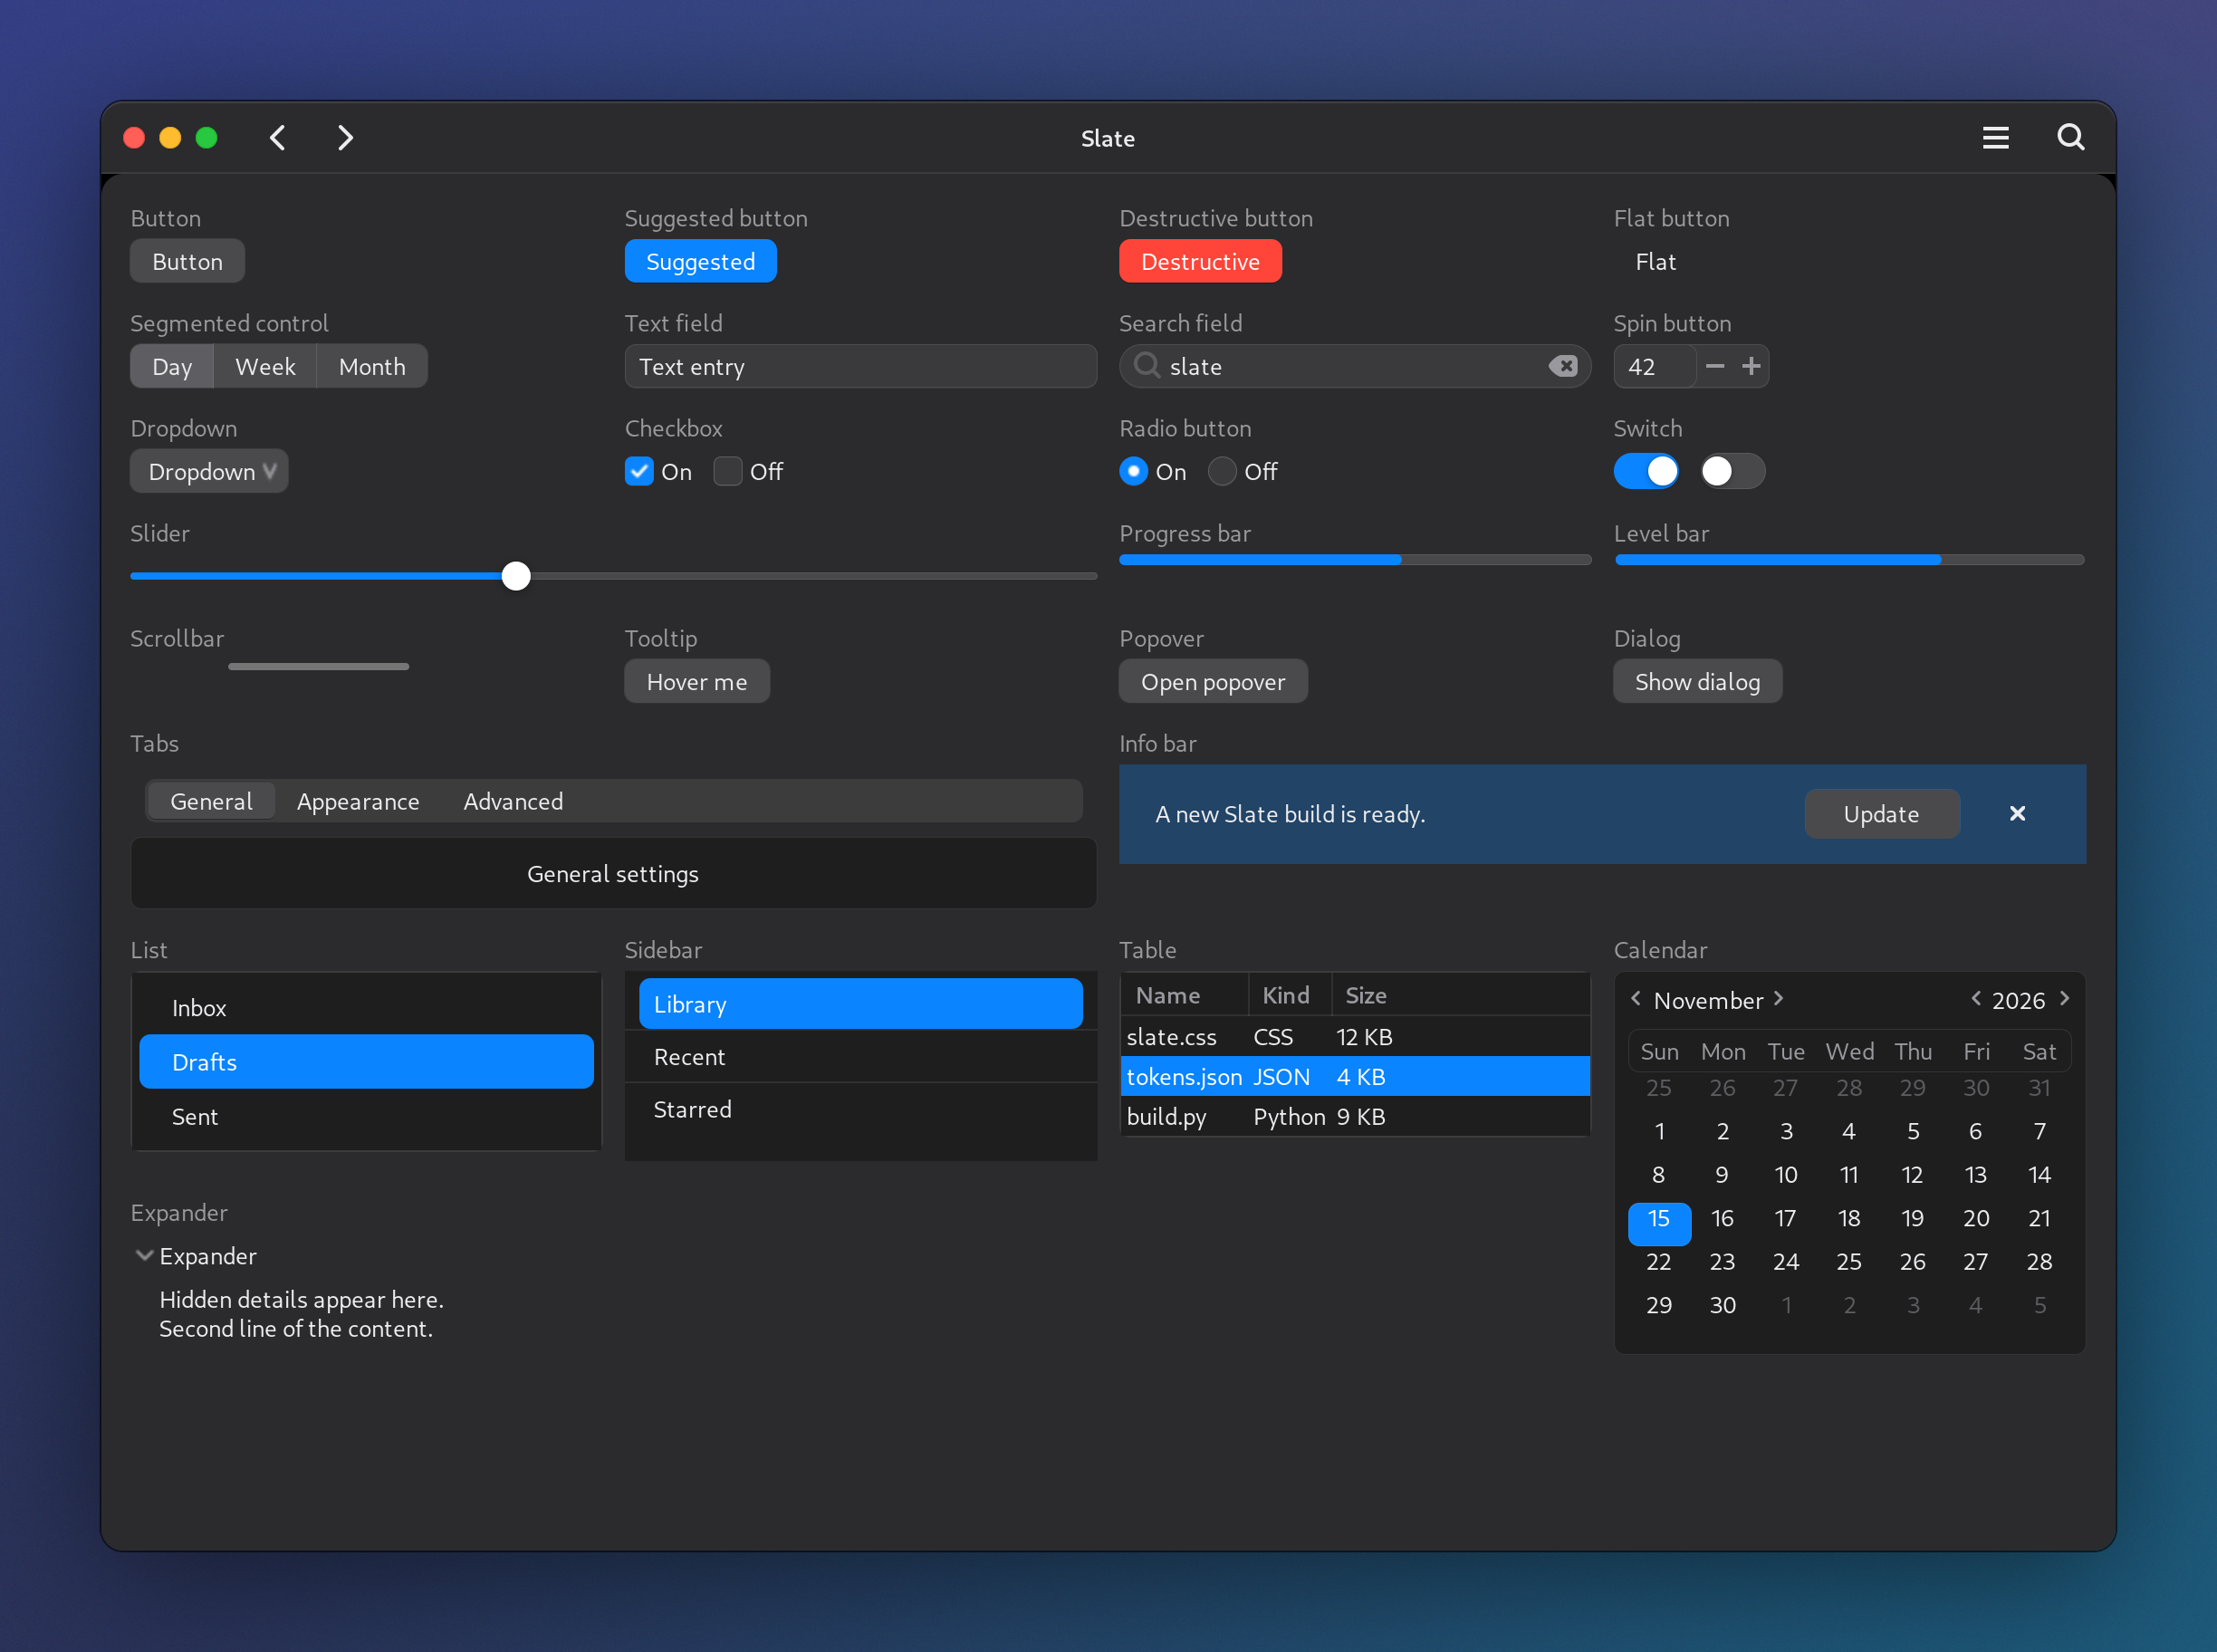 Slate
Button Suggested button Destructive button Flat button
Button Suggested Destructive Flat
Segmented control Text field Search field Spin button
Day Week Month Text entry slate 42
Dropdown Checkbox Radio button Switch
Dropdown On Off On Off
Slider Progress bar Level bar
Scrollbar Tooltip Popover Dialog
Hover me Open popover Show dialog
Tabs Info bar
General Appearance Advanced
A new Slate build is ready. Update
General settings
List
Inbox
Drafts
Sent
Sidebar
Library
Recent
Starred
Table
Name Kind Size
slate.css CSS 12 KB
tokens.json JSON 4 KB
build.py Python 9 KB
Calendar
November 2026
Sun Mon Tue Wed Thu Fri Sat
25 26 27 28 29 30 31
1 2 3 4 5 6 7
8 9 10 11 12 13 14
15 16 17 18 19 20 21
22 23 24 25 26 27 28
29 30 1 2 3 4 5
Expander
Expander
Hidden details appear here.
Second line of the content.